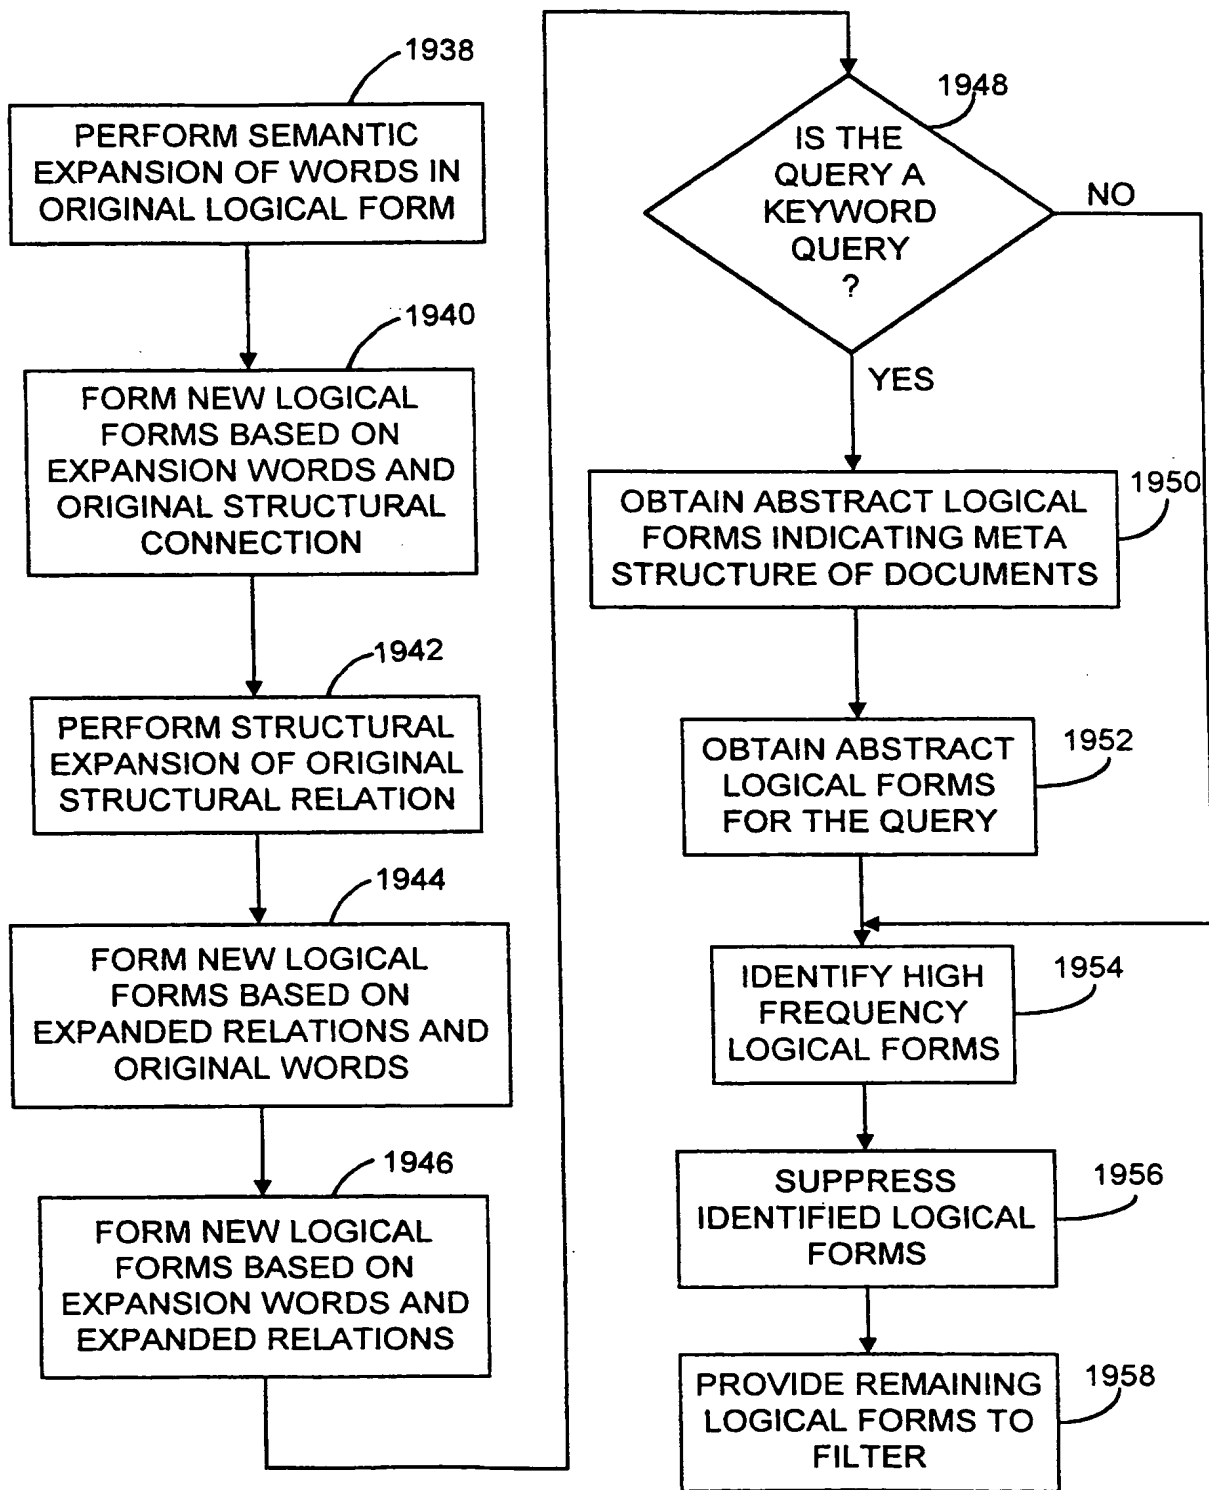 1938
PERFORM SEMANTIC
EXPANSION OF WORDS IN
ORIGINAL LOGICAL FORM
1940
FORM NEW LOGICAL
FORMS BASED ON
EXPANSION WORDS AND
ORIGINAL STRUCTURAL
CONNECTION
1942
PERFORM STRUCTURAL
EXPANSION OF ORIGINAL
STRUCTURAL RELATION
1944
FORM NEW LOGICAL
FORMS BASED ON
EXPANDED RELATIONS AND
ORIGINAL WORDS
1946
FORM NEW LOGICAL
FORMS BASED ON
EXPANSION WORDS AND
EXPANDED RELATIONS
1948
IS THE
QUERY A
KEYWORD
QUERY
?
NO
YES
1950
OBTAIN ABSTRACT LOGICAL
FORMS INDICATING META
STRUCTURE OF DOCUMENTS
1952
OBTAIN ABSTRACT
LOGICAL FORMS
FOR THE QUERY
1954
IDENTIFY HIGH
FREQUENCY
LOGICAL FORMS
1956
SUPPRESS
IDENTIFIED LOGICAL
FORMS
1958
PROVIDE REMAINING
LOGICAL FORMS TO
FILTER